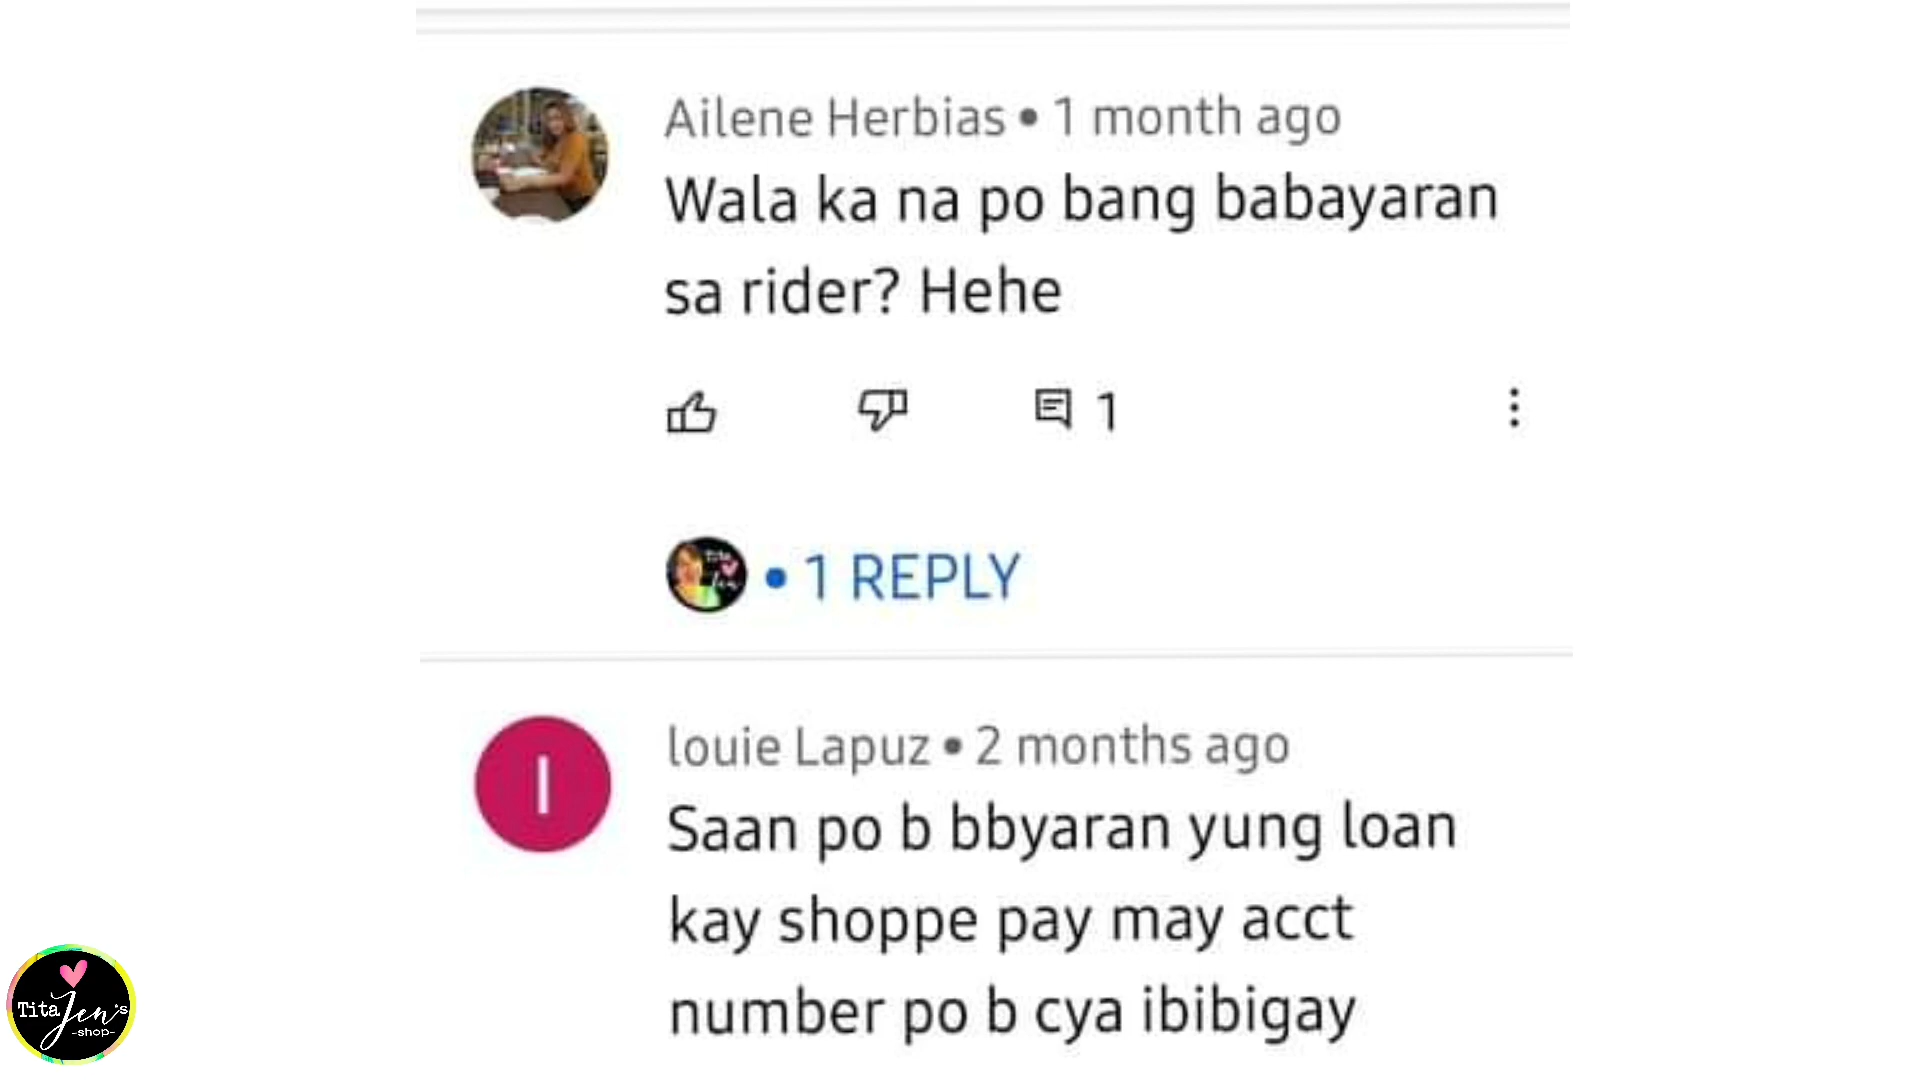 Ailene Herbias • 1 month ago
Wala ka na po bang babayaran
sa rider? Hehe
1
• 1 REPLY
l
louie Lapuz • 2 months ago
Saan po b bbyaran yung loan
kay shoppe pay may acct
number po b cya ibibigay
Tita Jen's
-shop-